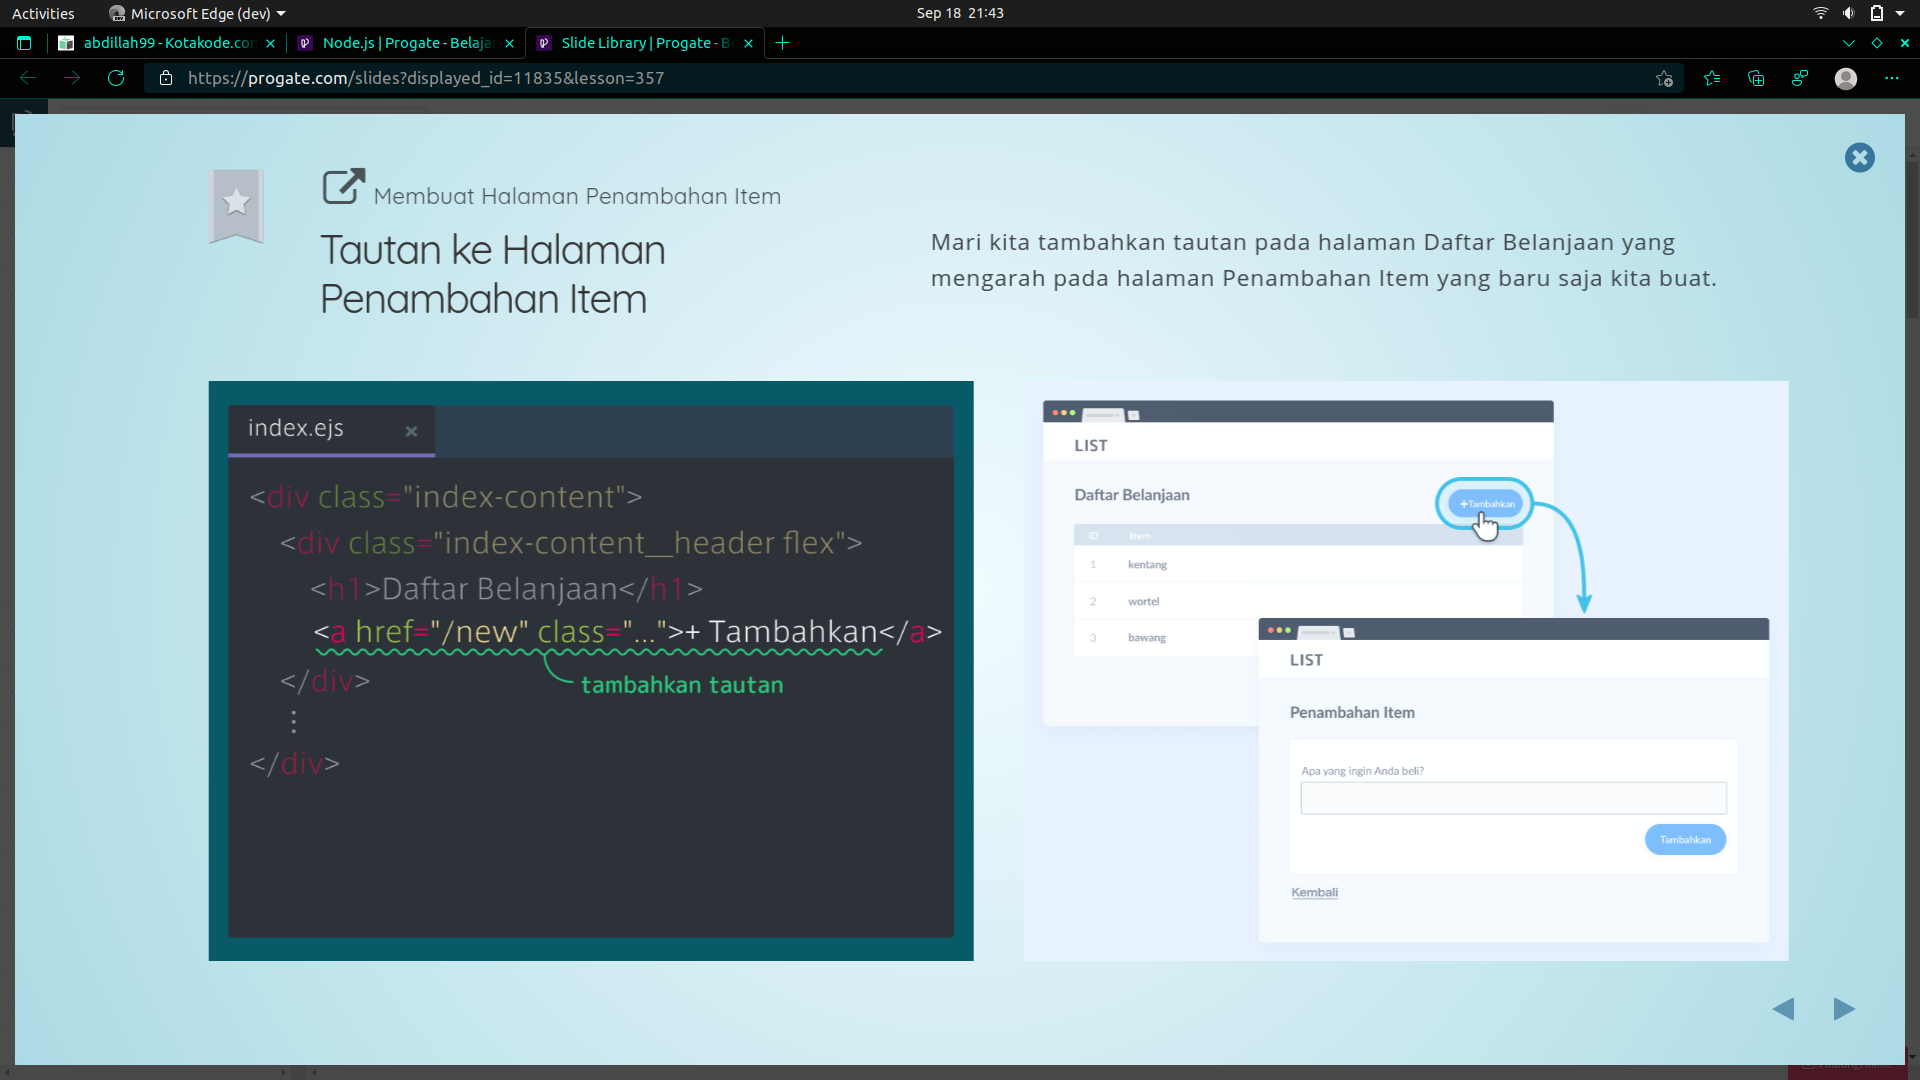 Activities
Microsoft Edge (dev)
Sep 18 21:43
abdillah99 - Kotakode.con
Node.js | Progate - Belaja
Slide Library | Progate - B
https://progate.com/slides?displayed_id=11835&lesson=357
Membuat Halaman Penambahan Item
Tautan ke Halaman
Penambahan Item
Mari kita tambahkan tautan pada halaman Daftar Belanjaan yang
mengarah pada halaman Penambahan Item yang baru saja kita buat.
index.ejs
<div class="index-content">
<div class="index-content__header flex">
<h1>Daftar Belanjaan</h1>
<a href="/new" class="...">+ Tambahkan</a>
</div>
tambahkan tautan
</div>
LIST
Daftar Belanjaan
+Tambahkan
ID Item
1 kentang
2 wortel
3 bawang
LIST
Penambahan Item
Apa yang ingin Anda beli?
Tambahkan
Kembali